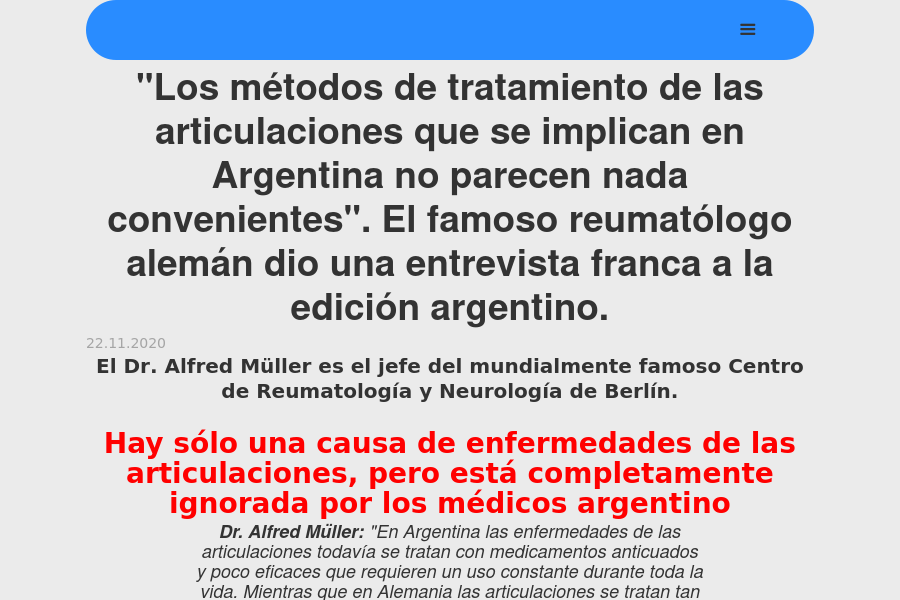 "Los métodos de tratamiento de las
articulaciones que se implican en
Argentina no parecen nada
convenientes". El famoso reumatólogo
alemán dio una entrevista franca a la
edición argentino.
22.11.2020
El Dr. Alfred Müller es el jefe del mundialmente famoso Centro
de Reumatología y Neurología de Berlín.
Hay sólo una causa de enfermedades de las
articulaciones, pero está completamente
ignorada por los médicos argentino
Dr. Alfred Müller: "En Argentina las enfermedades de las
articulaciones todavía se tratan con medicamentos anticuados
y poco eficaces que requieren un uso constante durante toda la
vida. Mientras que en Alemania las articulaciones se tratan tan